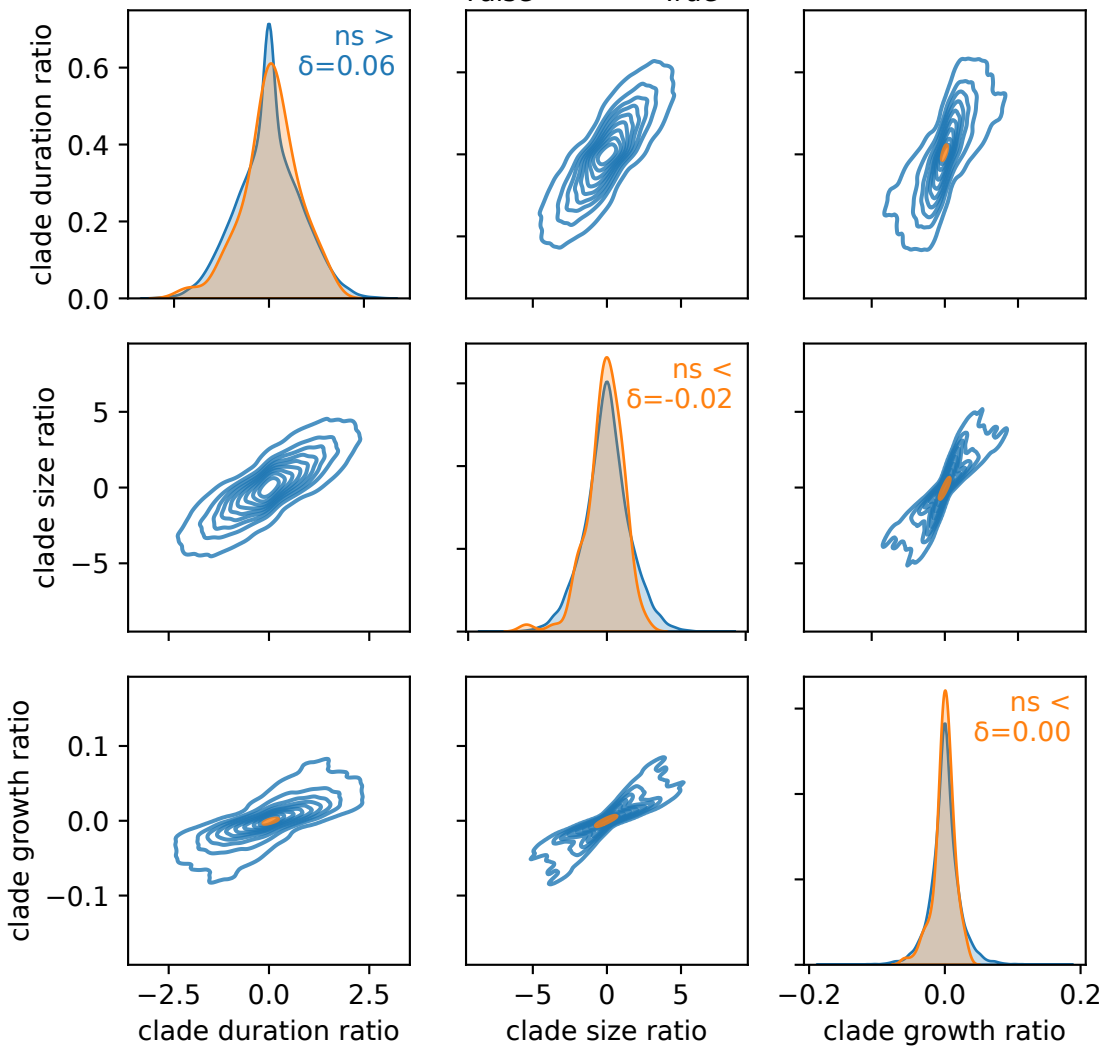 clade duration ratio
0.6
0.4
0.2
0.0
ns >
δ=0.06
clade size ratio
5
0
−5
ns <
δ=-0.02
clade growth ratio
0.1
0.0
−0.1
ns <
δ=0.00
−2.5 0.0 2.5
−5 0 5
−0.2 0.0 0.2
clade duration ratio
clade size ratio
clade growth ratio